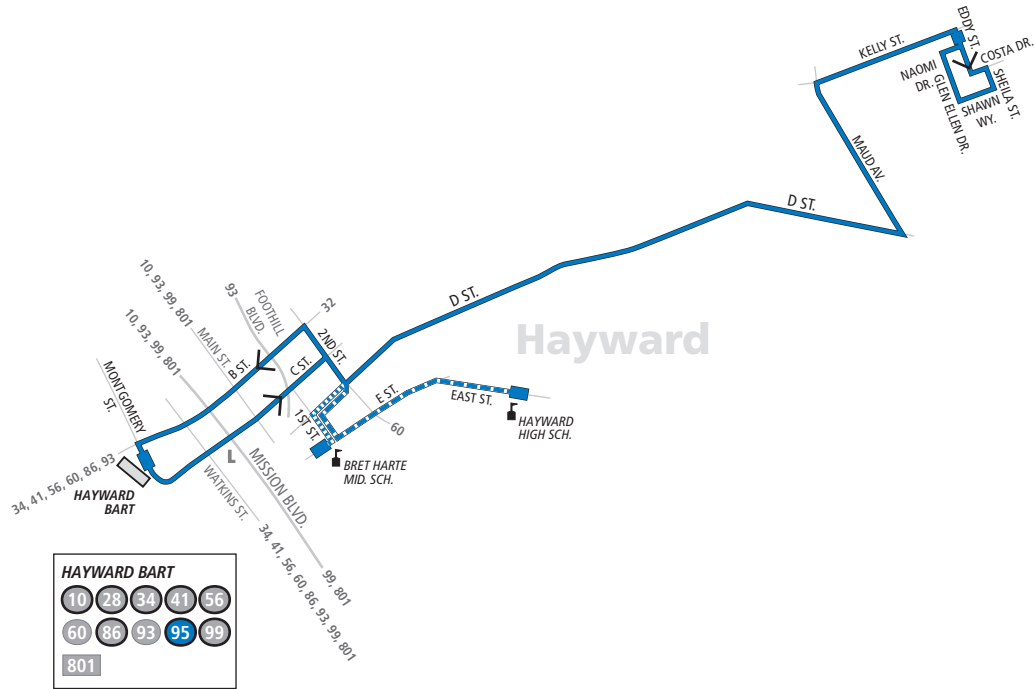 EDDY ST.
KELLY ST.
COSTA DR.
NAOMI
DR.
GLEN ELLEN DR.
SHEILA ST.
SHAWN
WY.
MAUD AV.
D ST.
D ST.
Hayward
10, 93, 99, 801
93
FOOTHILL
BLVD.
32
10, 93, 99, 801
MAIN ST.
2ND ST.
B ST.
C ST.
MONTGOMERY
ST.
E ST.
EAST ST.
1ST ST.
60
HAYWARD
HIGH SCH.
BRET HARTE
MID. SCH.
L
MISSION BLVD.
WATKINS ST.
34, 41, 56, 60, 86, 93
HAYWARD
BART
34, 41, 56, 60, 86, 93, 99, 801
99, 801
HAYWARD BART
10 28 34 41 56
60 86 93 95 99
801